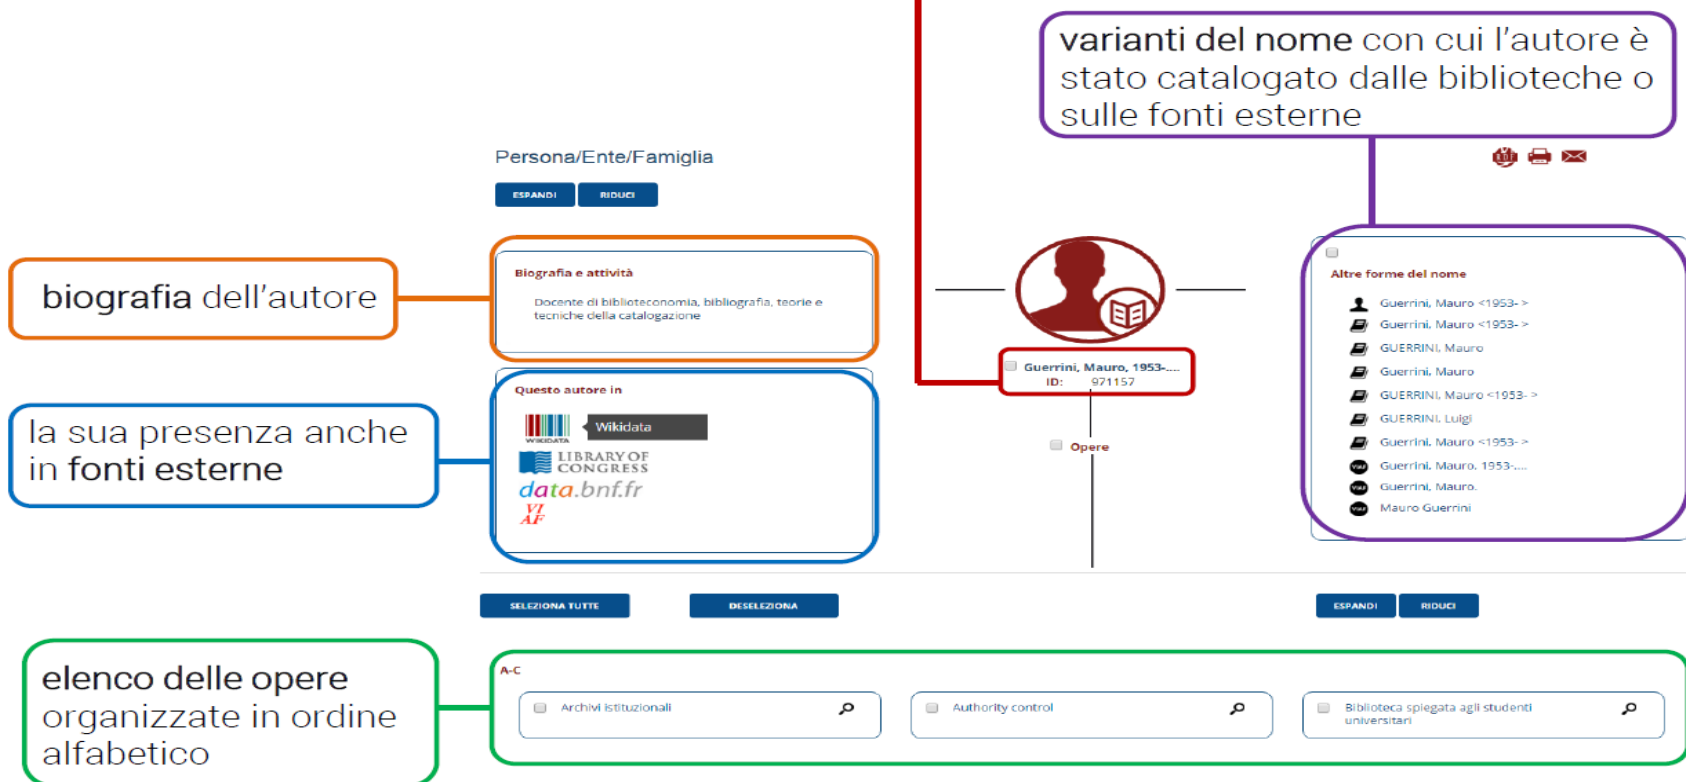 varianti del nome con cui l'autore è
stato catalogato dalle biblioteche o
sulle fonti esterne
Persona/Ente/Famiglia
ESPANDI
RIDUCI
biografia dell'autore
Biografia e attività
Docente di biblioteconomia, bibliografia, teorie e
tecniche della catalogazione
la sua presenza anche
in fonti esterne
Questo autore in
WIKIDATA
Wikidata
LIBRARY OF
CONGRESS
data.bnf.fr
VI
AF
Guerrini, Mauro, 1953-....
ID: 971157
Opere
Altre forme del nome
Guerrini, Mauro <1953- >
Guerrini, Mauro <1953- >
GUERRINI, Mauro
Guerrini, Mauro
GUERRINI, Mauro <1953- >
GUERRINI, Luigi
Guerrini, Mauro <1953- >
VIAF Guerrini, Mauro, 1953-....
VIAF Guerrini, Mauro.
VIAF Mauro Guerrini
SELEZIONA TUTTE
DESELEZIONA
ESPANDI
RIDUCI
elenco delle opere
organizzate in ordine
alfabetico
A-C
Archivi istituzionali
Authority control
Biblioteca spiegata agli studenti
universitari